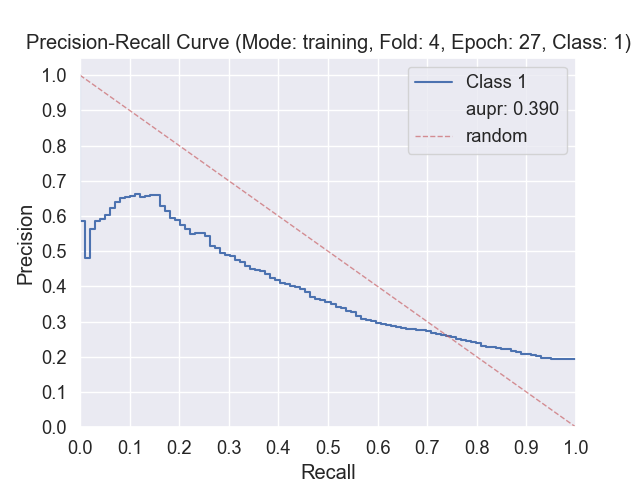 Precision-Recall Curve (Mode: training, Fold: 4, Epoch: 27, Class: 1)
Class 1
aupr: 0.390
random
Precision
1.0
0.9
0.8
0.7
0.6
0.5
0.4
0.3
0.2
0.1
0.0
0.0 0.1 0.2 0.3 0.4 0.5 0.6 0.7 0.8 0.9 1.0
Recall